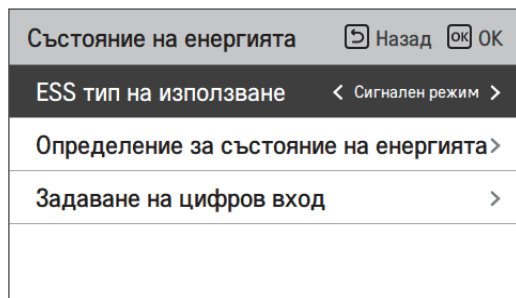 Състояние на енергията Назад ок OK
ESS тип на използване < Сигнален режим >
Определение за състояние на енергията>
Задаване на цифров вход >